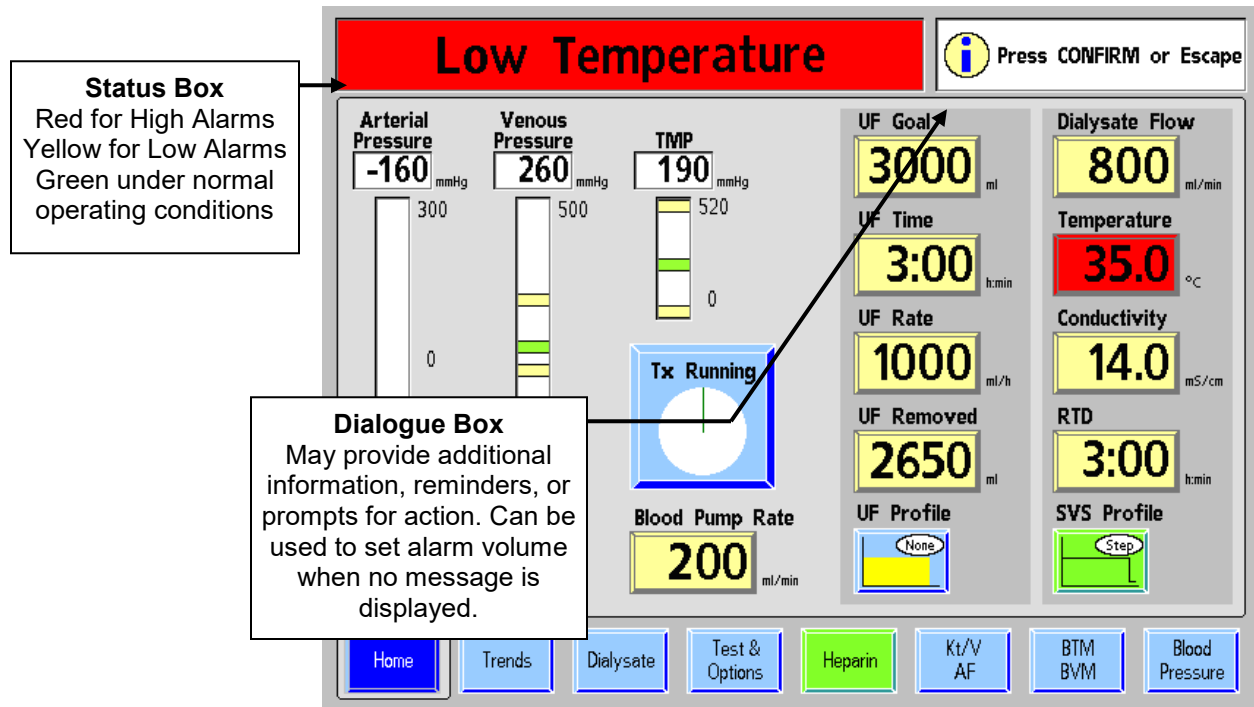 Low Temperature
Press CONFIRM or Escape
Status Box
Red for High Alarms
Yellow for Low Alarms
Green under normal
operating conditions
Arterial
Pressure
-160 mmHg
300
0
Venous
Pressure
260 mmHg
500
TMP
190 mmHg
520
0
Tx Running
Blood Pump Rate
200 ml/min
UF Goal
3000 ml
UF Time
3:00 h:min
UF Rate
1000 ml/h
UF Removed
2650 ml
UF Profile
None
Dialysate Flow
800 ml/min
Temperature
35.0 °C
Conductivity
14.0 mS/cm
RTD
3:00 h:min
SVS Profile
Step
Dialogue Box
May provide additional
information, reminders, or
prompts for action. Can be
used to set alarm volume
when no message is
displayed.
Home
Trends
Dialysate
Test &
Options
Heparin
Kt/V
AF
BTM
BVM
Blood
Pressure